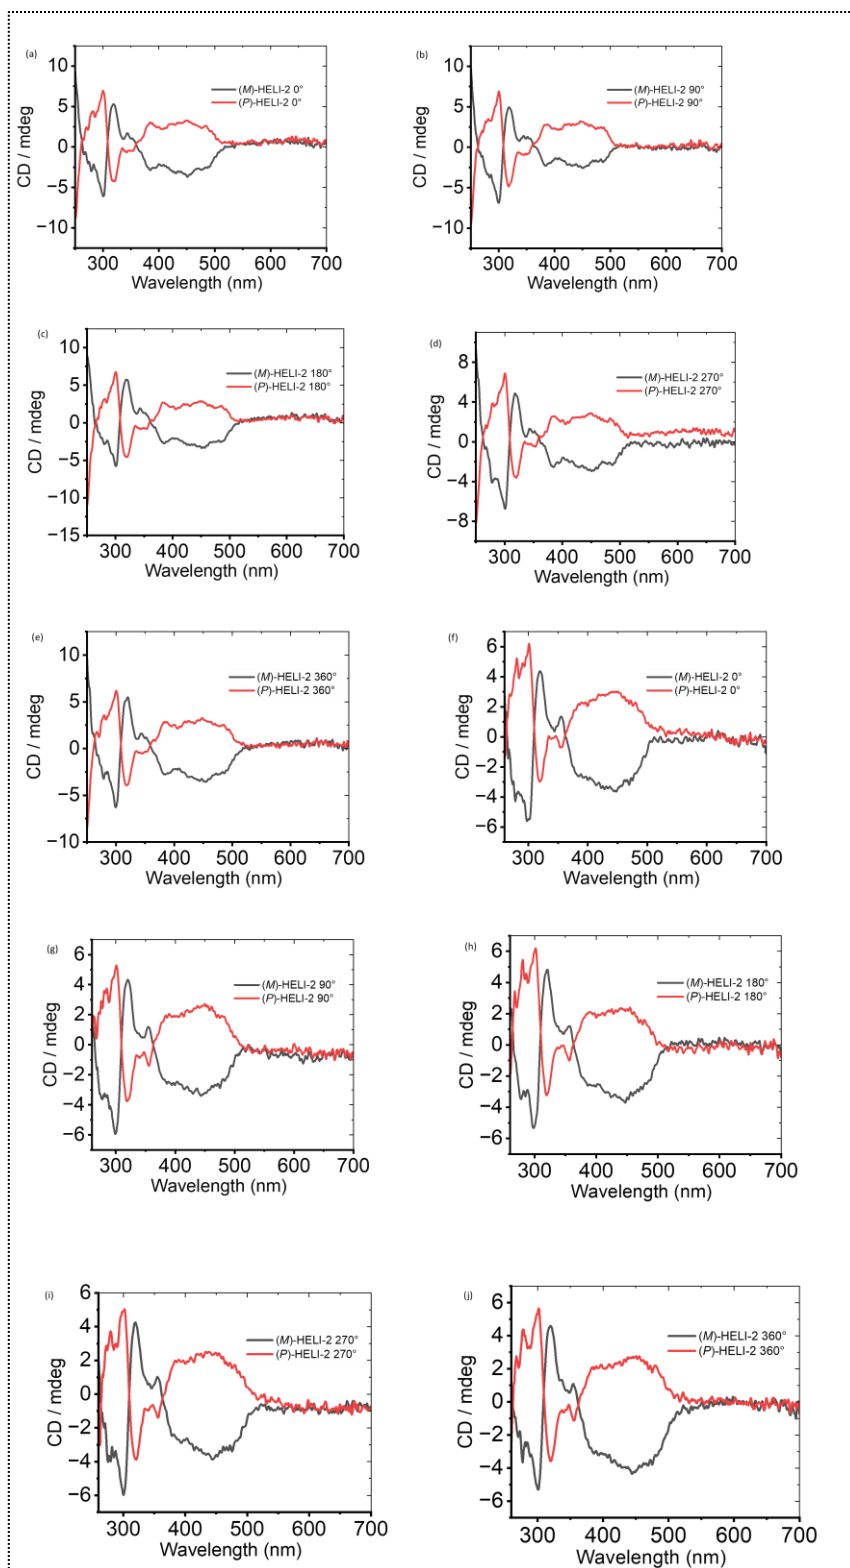 (a)
10
5
0
−5
−10
CD / mdeg
(M)-HELI-2 0°
(P)-HELI-2 0°
300 400 500 600 700
Wavelength (nm)
(b)
10
5
0
−5
−10
CD / mdeg
(M)-HELI-2 90°
(P)-HELI-2 90°
300 400 500 600 700
Wavelength (nm)
(c)
10
5
0
−5
−10
−15
CD / mdeg
(M)-HELI-2 180°
(P)-HELI-2 180°
300 400 500 600 700
Wavelength (nm)
(d)
8
4
0
−4
−8
CD / mdeg
(M)-HELI-2 270°
(P)-HELI-2 270°
300 400 500 600 700
Wavelength (nm)
(e)
10
5
0
−5
−10
CD / mdeg
(M)-HELI-2 360°
(P)-HELI-2 360°
300 400 500 600 700
Wavelength (nm)
(f)
6
4
2
0
−2
−4
−6
CD / mdeg
(M)-HELI-2 0°
(P)-HELI-2 0°
300 400 500 600 700
Wavelength (nm)
(g)
6
4
2
0
−2
−4
−6
CD / mdeg
(M)-HELI-2 90°
(P)-HELI-2 90°
300 400 500 600 700
Wavelength (nm)
(h)
6
4
2
0
−2
−4
−6
CD / mdeg
(M)-HELI-2 180°
(P)-HELI-2 180°
300 400 500 600 700
Wavelength (nm)
(i)
6
4
2
0
−2
−4
−6
CD / mdeg
(M)-HELI-2 270°
(P)-HELI-2 270°
300 400 500 600 700
Wavelength (nm)
(j)
6
4
2
0
−2
−4
−6
CD / mdeg
(M)-HELI-2 360°
(P)-HELI-2 360°
300 400 500 600 700
Wavelength (nm)